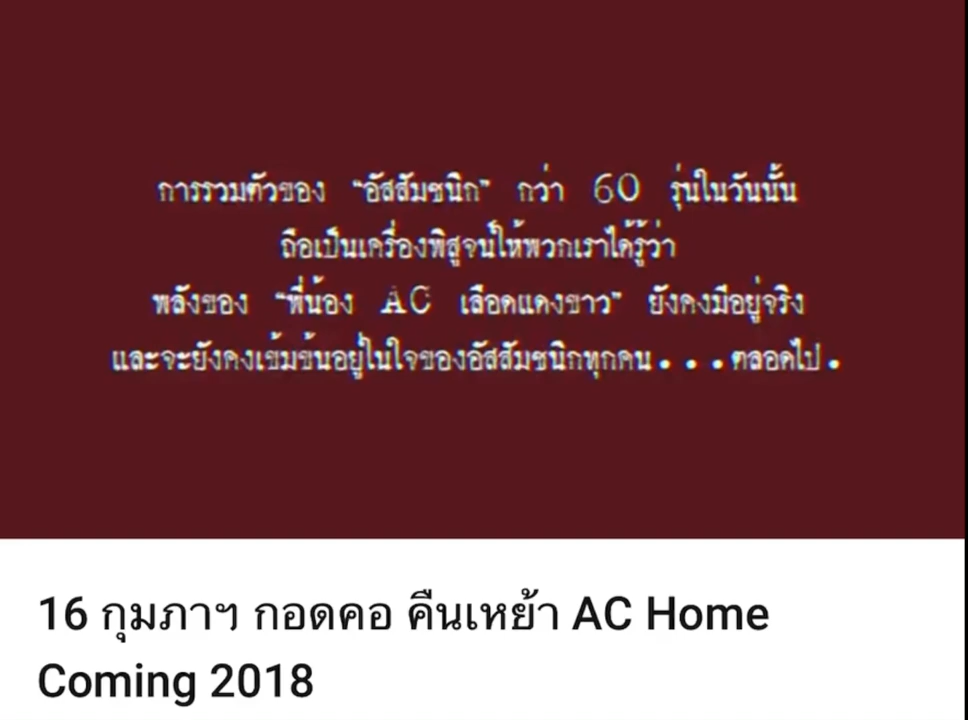 การรวมตัวของ "อัสสัมชนิก" กว่า 60 รุ่นในวันนั้น
ถือเป็นเครื่องพิสูจน์ให้พวกเราได้รู้ว่า
พลังของ "พี่น้อง AC เลือดแดงขาว" ยังคงมีอยู่จริง
และจะยังคงเข้มข้นอยู่ในใจของอัสสัมชนิกทุกคน...ตลอดไป.
16 กุมภาฯ กอดคอ คืนเหย้า AC Home
Coming 2018